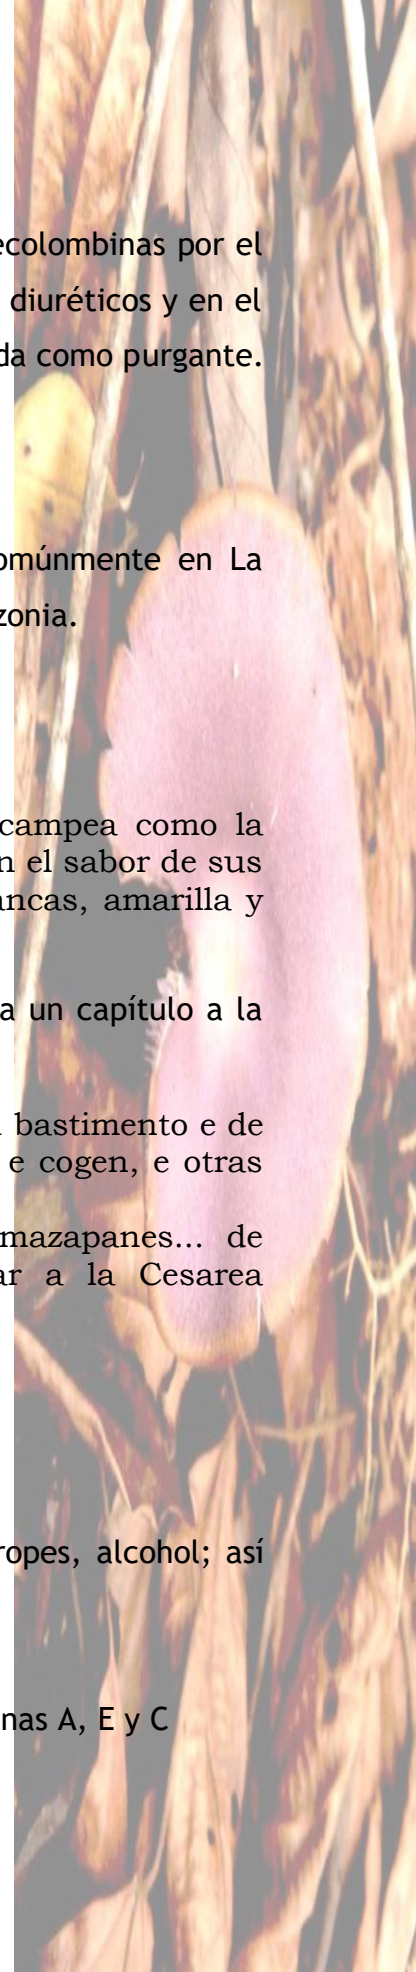 ecolombinas por el
diuréticos y en el
da como purgante.
omúnmente en La
zonia.
campea como la
n el sabor de sus
ancas, amarilla y
a un capítulo a la
bastimento e de
e cogen, e otras
mazapanes... de
ar a la Cesarea
ropes, alcohol; así
nas A, E y C